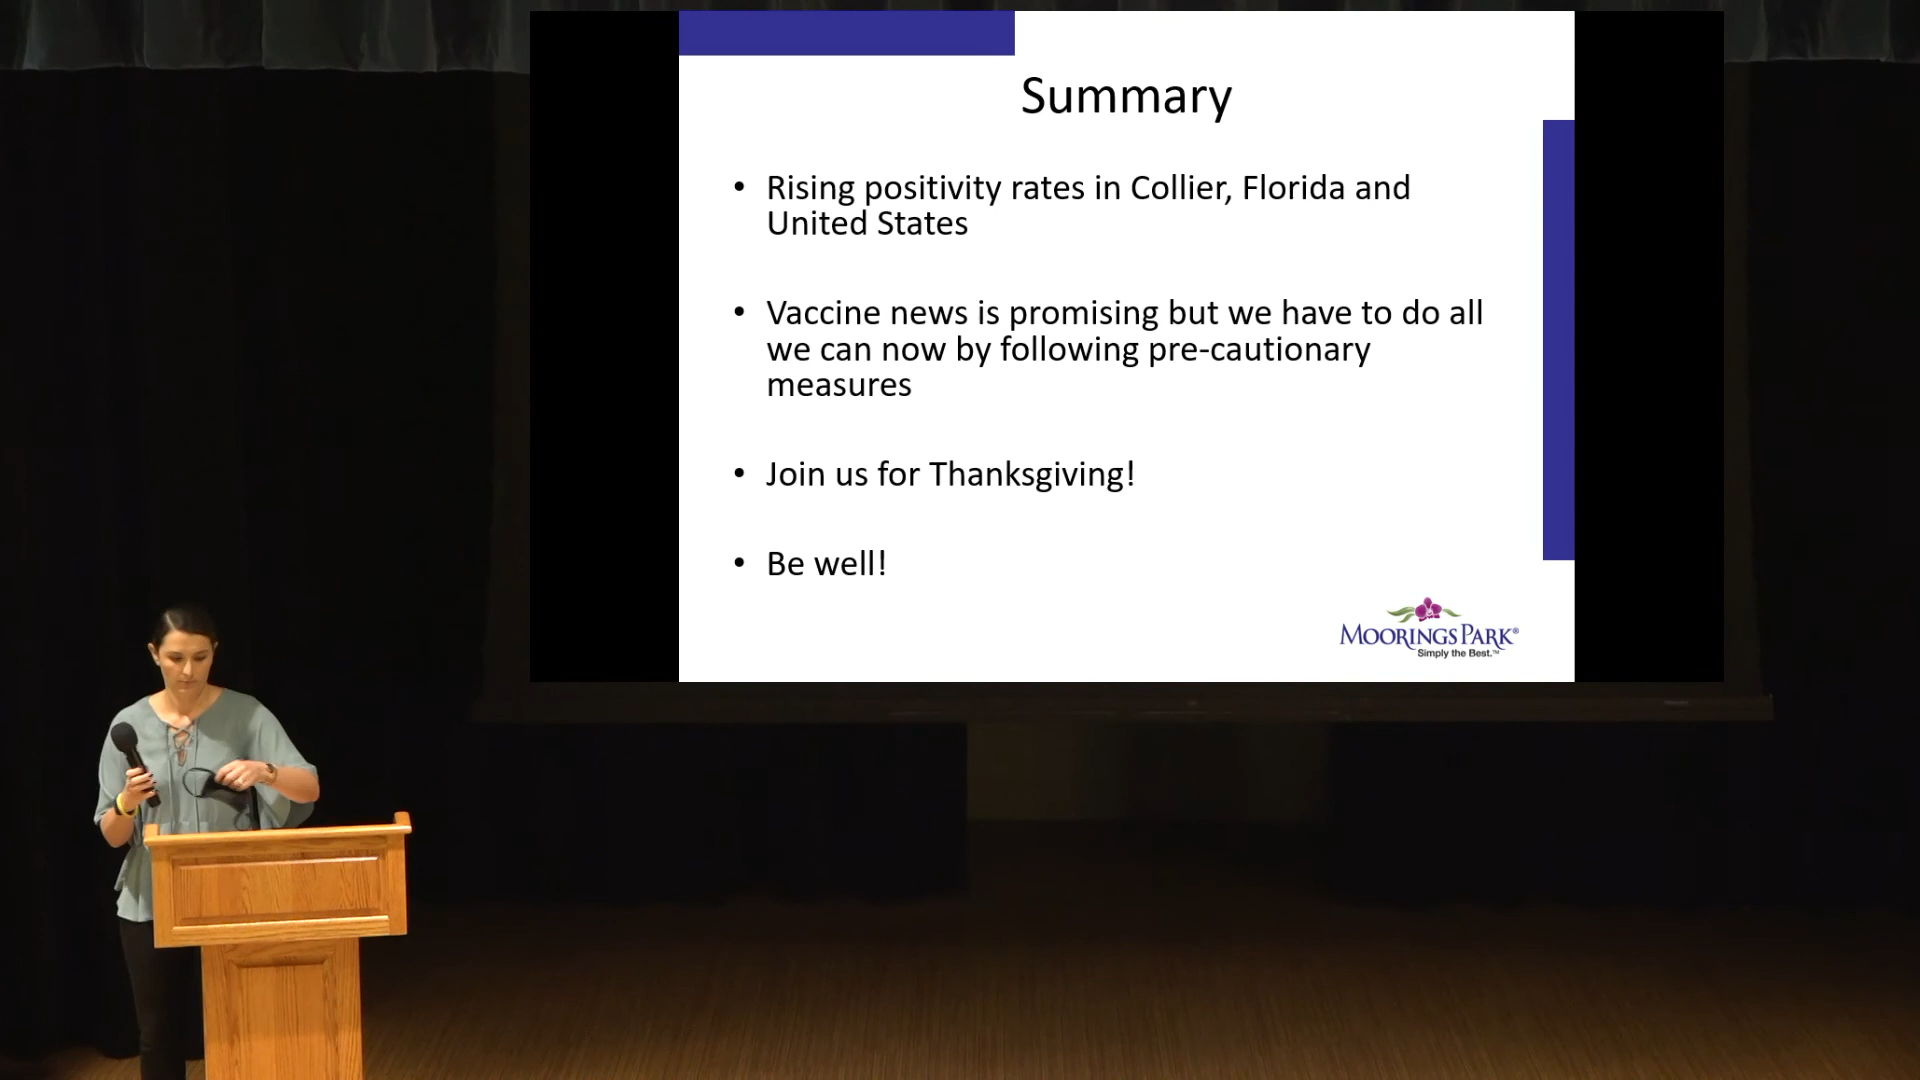 Summary
• Rising positivity rates in Collier, Florida and
United States
• Vaccine news is promising but we have to do all
we can now by following pre-cautionary
measures
• Join us for Thanksgiving!
• Be well!
MOORINGS PARK®
Simply the Best.™